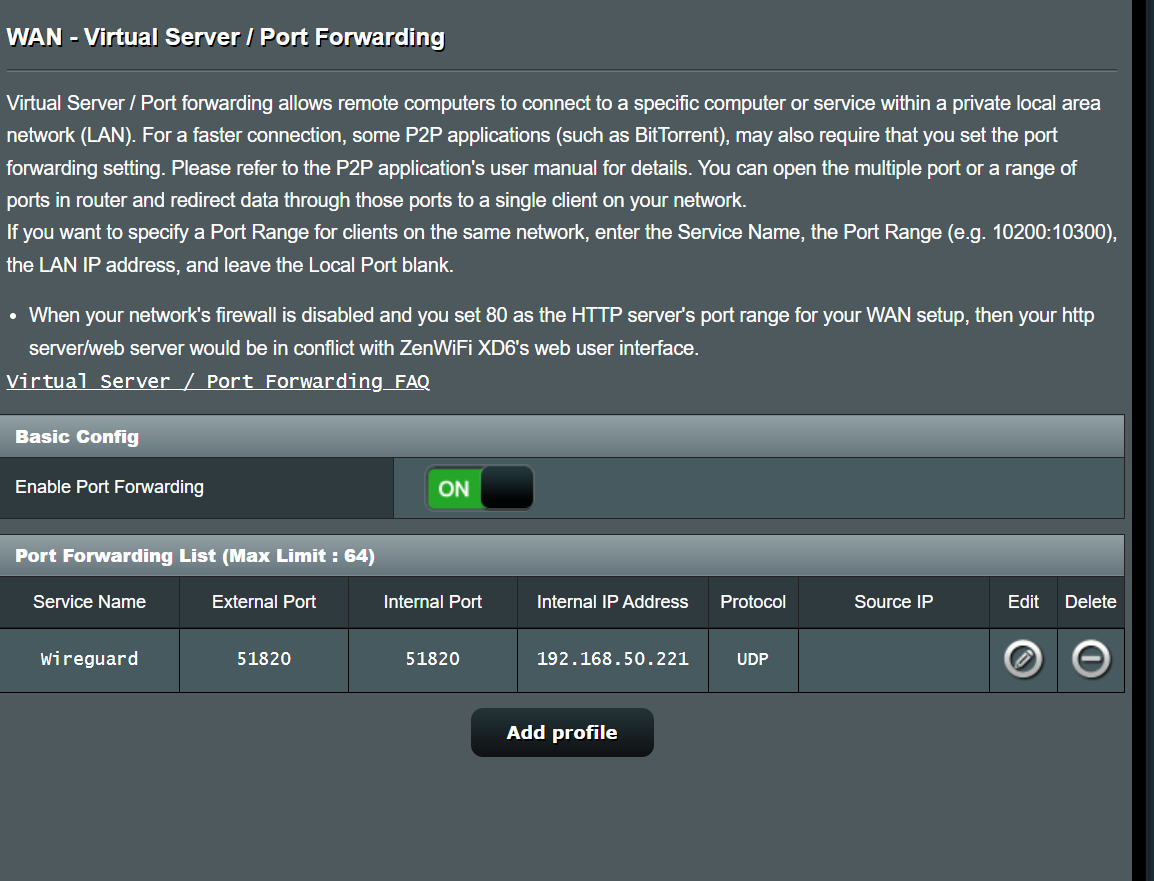 WAN - Virtual Server / Port Forwarding
Virtual Server / Port forwarding allows remote computers to connect to a specific computer or service within a private local area
network (LAN). For a faster connection, some P2P applications (such as BitTorrent), may also require that you set the port
forwarding setting. Please refer to the P2P application's user manual for details. You can open the multiple port or a range of
ports in router and redirect data through those ports to a single client on your network.
If you want to specify a Port Range for clients on the same network, enter the Service Name, the Port Range (e.g. 10200:10300),
the LAN IP address, and leave the Local Port blank.
• When your network's firewall is disabled and you set 80 as the HTTP server's port range for your WAN setup, then your http
server/web server would be in conflict with ZenWiFi XD6's web user interface.
Virtual Server / Port Forwarding FAQ
Basic Config
Enable Port Forwarding ON
Port Forwarding List (Max Limit : 64)
Service Name External Port Internal Port Internal IP Address Protocol Source IP Edit Delete
Wireguard 51820 51820 192.168.50.221 UDP
Add profile